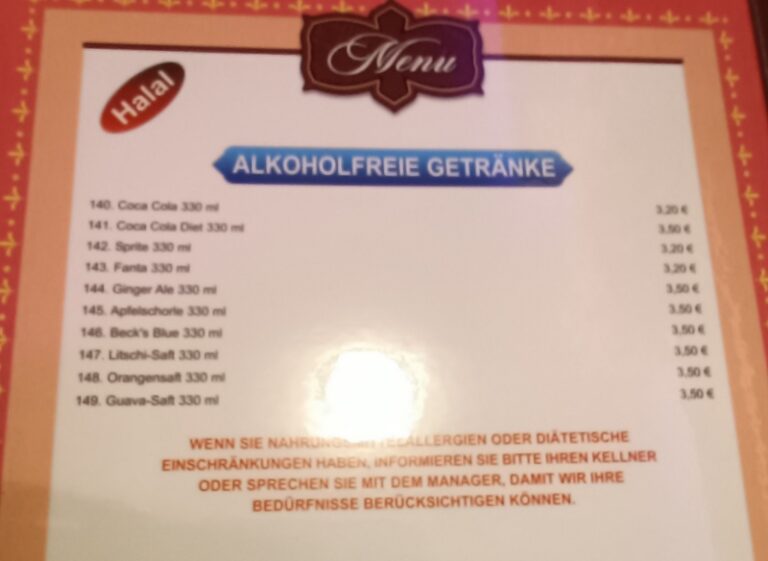 Menu
Halal
ALKOHOLFREIE GETRÄNKE
140. Coca Cola 330 ml 3,20 €
141. Coca Cola Diet 330 ml 3,50 €
142. Sprite 330 ml 3,20 €
143. Fanta 330 ml 3,20 €
144. Ginger Ale 330 ml 3,50 €
145. Apfelschorle 330 ml 3,50 €
146. Beck's Blue 330 ml 3,50 €
147. Litschi-Saft 330 ml 3,50 €
148. Orangensaft 330 ml 3,50 €
149. Guava-Saft 330 ml 3,50 €
WENN SIE NAHRUNGSMITTELALLERGIEN ODER DIÄTETISCHE
EINSCHRÄNKUNGEN HABEN, INFORMIEREN SIE BITTE IHREN KELLNER
ODER SPRECHEN SIE MIT DEM MANAGER, DAMIT WIR IHRE
BEDÜRFNISSE BERÜCKSICHTIGEN KÖNNEN.